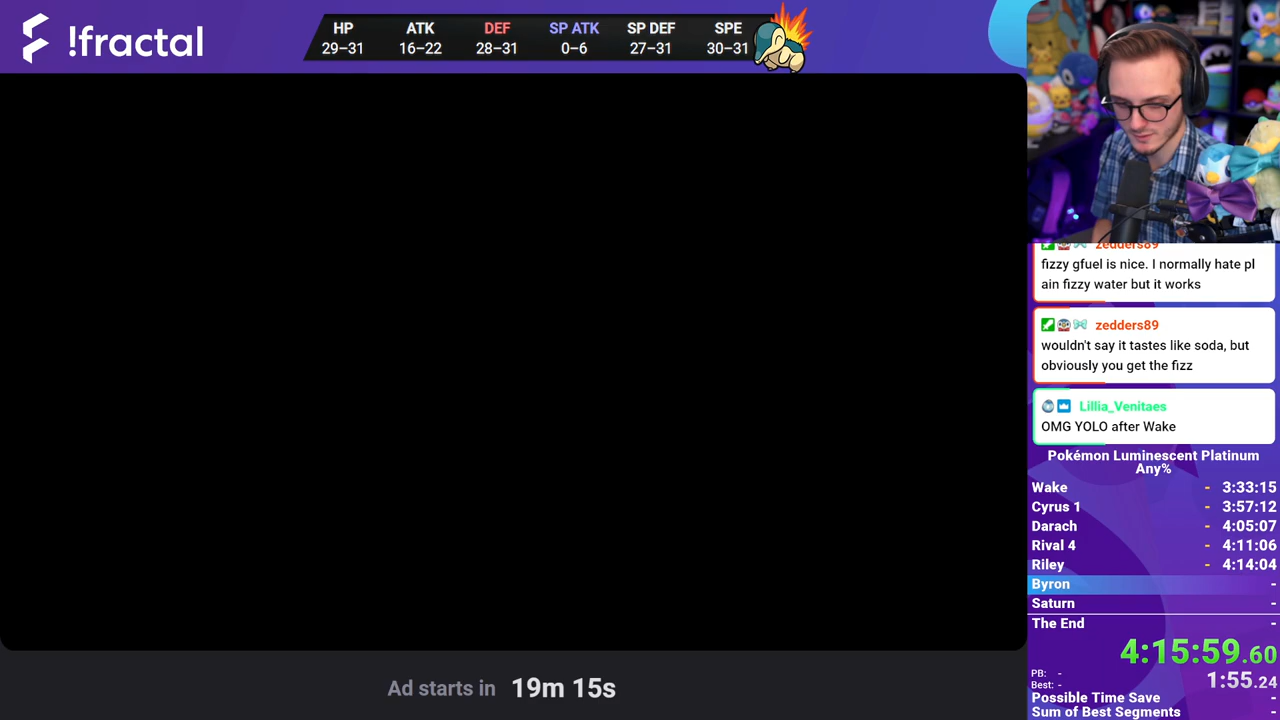 !fractal
HP ATK DEF SP ATK SP DEF SPE
29–31 16–22 28–31 0–6 27–31 30–31
zedders89
fizzy gfuel is nice. I normally hate pl
ain fizzy water but it works
zedders89
wouldn't say it tastes like soda, but
obviously you get the fizz
Lillia_Venitaes
OMG YOLO after Wake
Pokémon Luminescent Platinum
Any%
Wake - 3:33:15
Cyrus 1 - 3:57:12
Darach - 4:05:07
Rival 4 - 4:11:06
Riley - 4:14:04
Byron -
Saturn -
The End -
4:15:59.60
PB: -
Best: - 1:55.24
Possible Time Save -
Sum of Best Segments -
Ad starts in 19m 15s